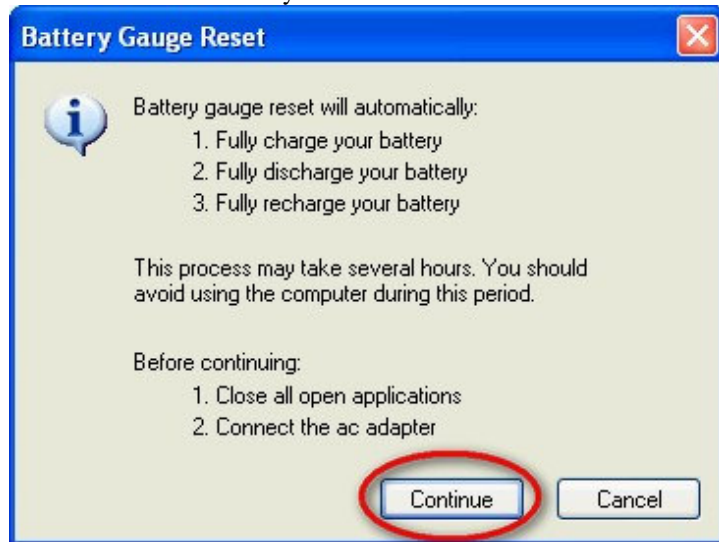 Battery Gauge Reset
Battery gauge reset will automatically:
1. Fully charge your battery
2. Fully discharge your battery
3. Fully recharge your battery
This process may take several hours. You should
avoid using the computer during this period.
Before continuing:
1. Close all open applications
2. Connect the ac adapter
Continue Cancel